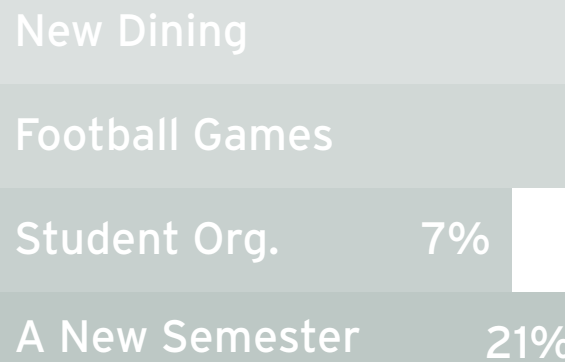 New Dining
Football Games
Student Org. 7%
A New Semester 21%